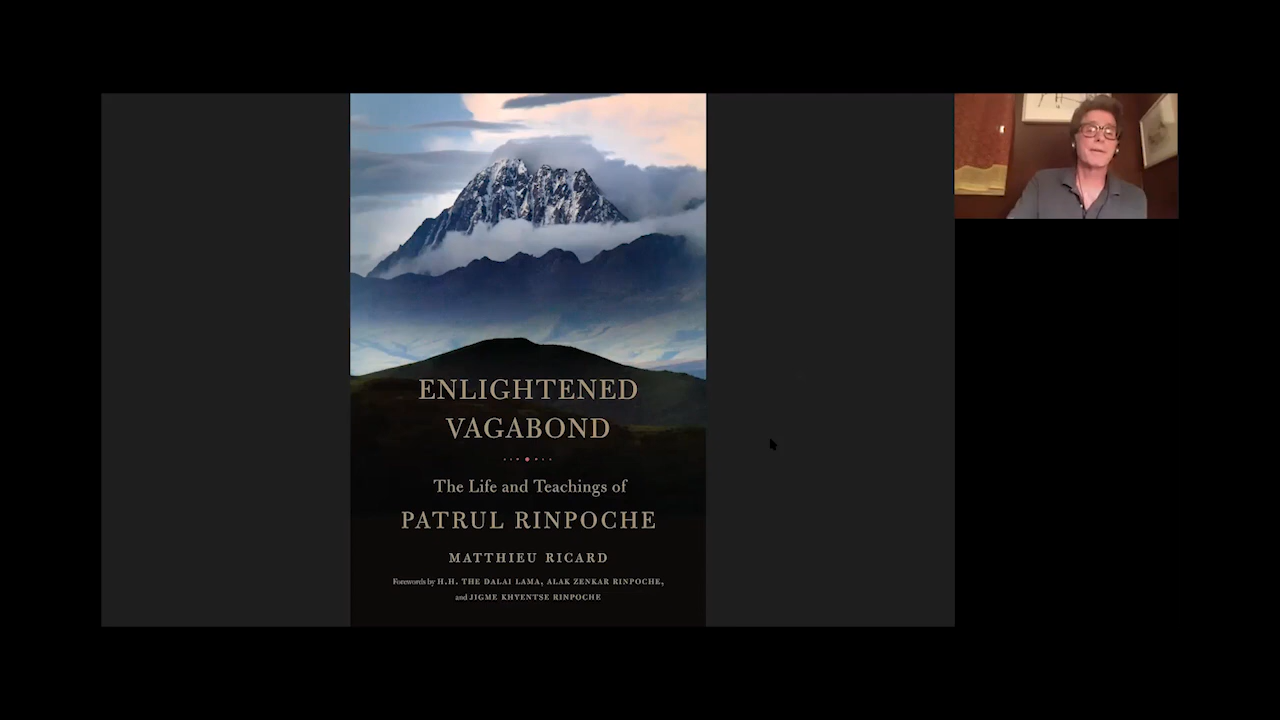 ENLIGHTENED
VAGABOND
The Life and Teachings of
PATRUL RINPOCHE
MATTHIEU RICARD
Forewords by H.H. THE DALAI LAMA, ALAK ZENKAR RINPOCHE,
and JIGME KHYENTSE RINPOCHE